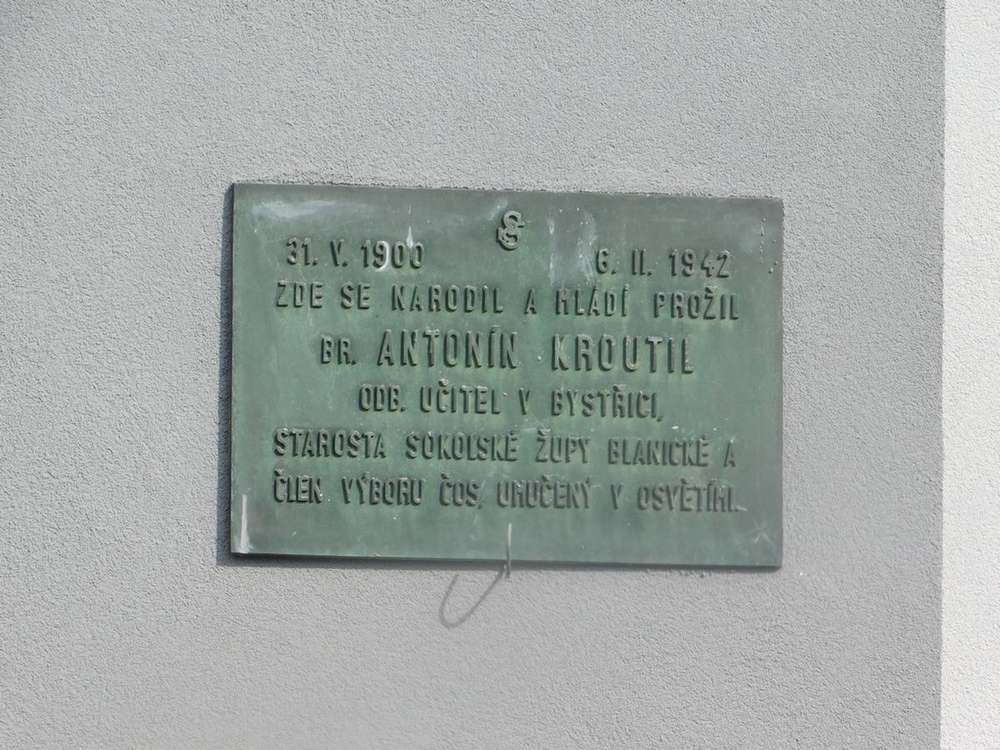 31. V. 1900 6. II. 1942
ZDE SE NARODIL A MLÁDÍ PROŽIL
BR. ANTONÍN KROUTIL
ODB. UČITEL V BYSTŘICI,
STAROSTA SOKOLSKÉ ŽUPY BLANICKÉ A
ČLEN VÝBORU ČOS, UMUČENÝ V OSVĚTÍMI.